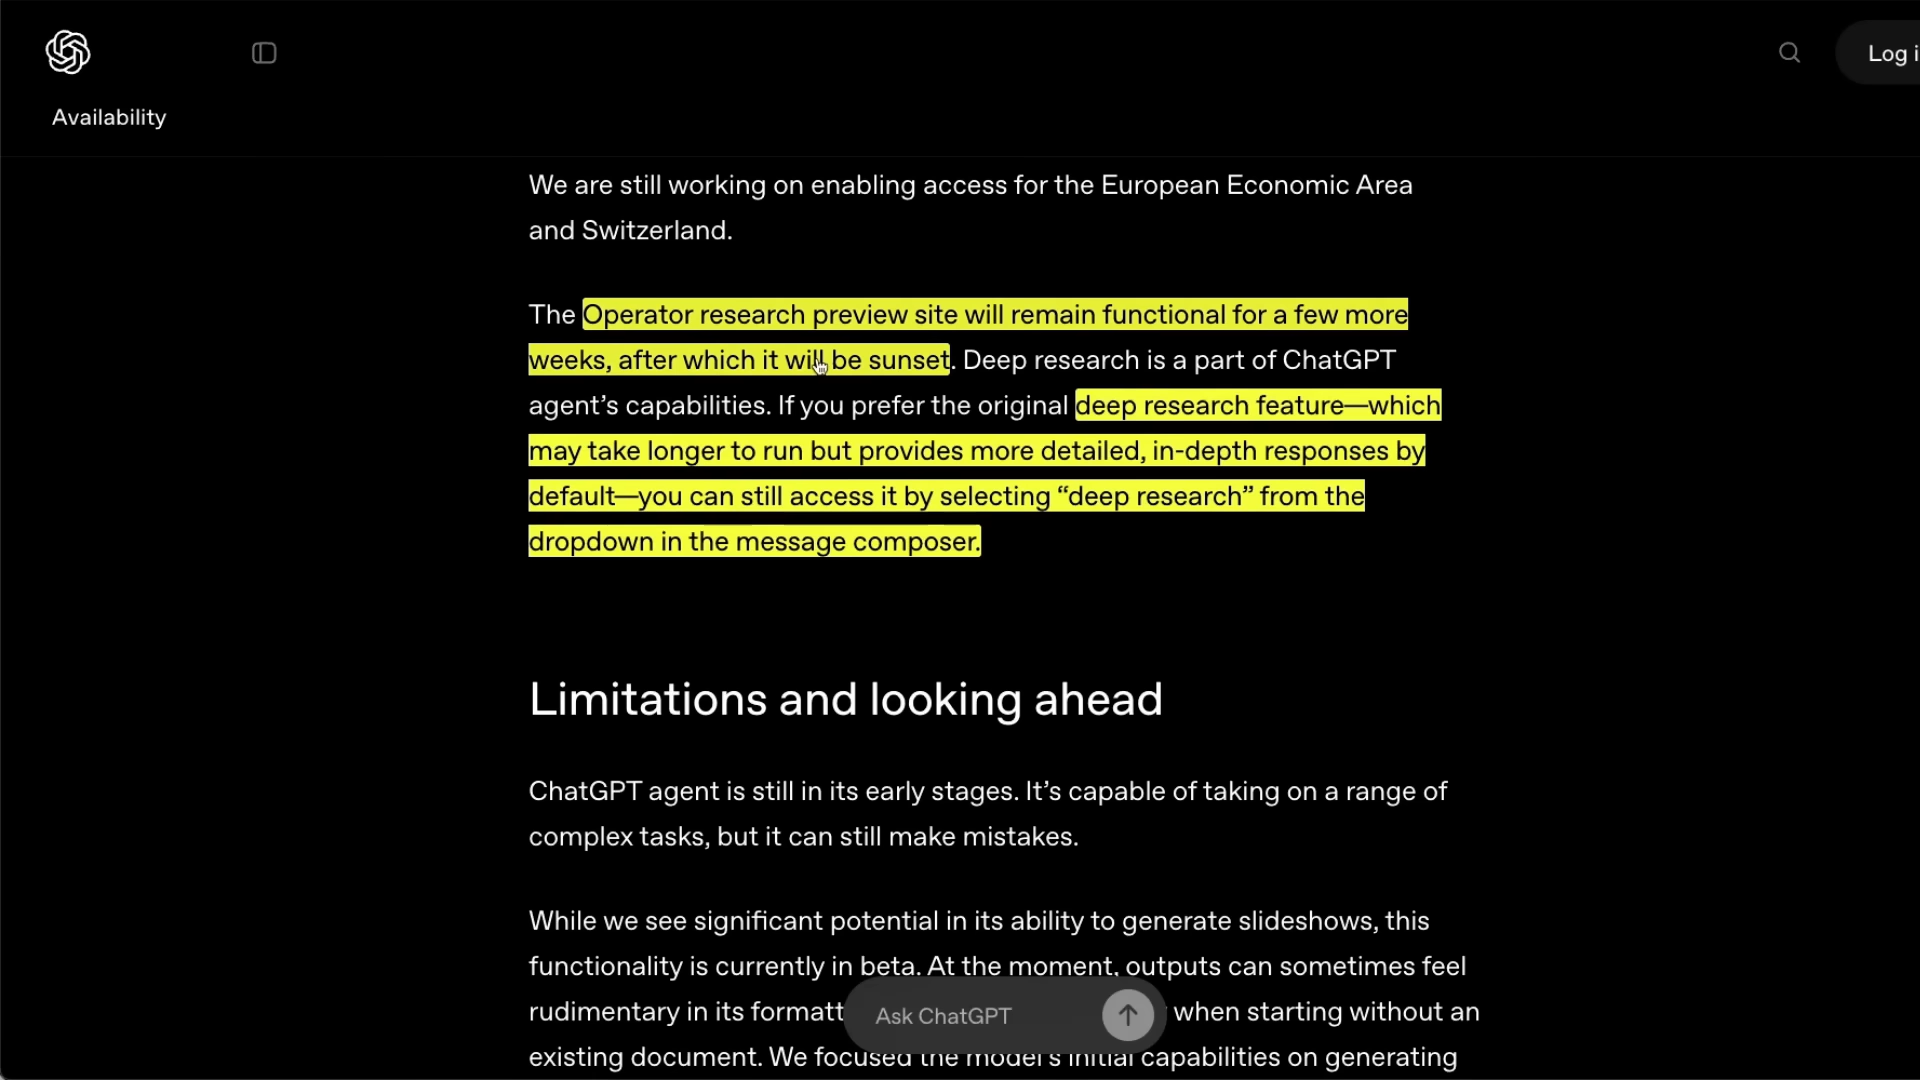 Log i
Availability
We are still working on enabling access for the European Economic Area
and Switzerland.
The Operator research preview site will remain functional for a few more
weeks, after which it will be sunset. Deep research is a part of ChatGPT
agent’s capabilities. If you prefer the original deep research feature—which
may take longer to run but provides more detailed, in-depth responses by
default—you can still access it by selecting “deep research” from the
dropdown in the message composer.
Limitations and looking ahead
ChatGPT agent is still in its early stages. It’s capable of taking on a range of
complex tasks, but it can still make mistakes.
While we see significant potential in its ability to generate slideshows, this
functionality is currently in beta. At the moment, outputs can sometimes feel
rudimentary in its formatt when starting without an
Ask ChatGPT
existing document. We focused the model’s initial capabilities on generating